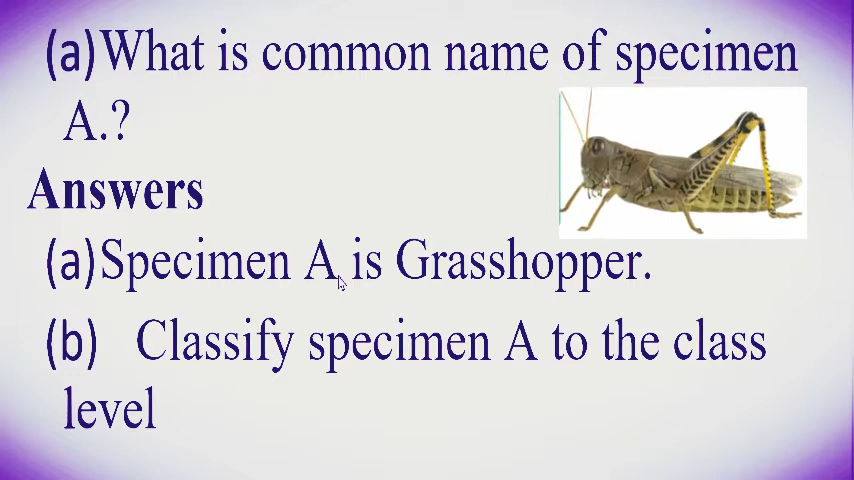 (a)What is common name of specimen
A.?
Answers
(a)Specimen A is Grasshopper.
(b) Classify specimen A to the class
level